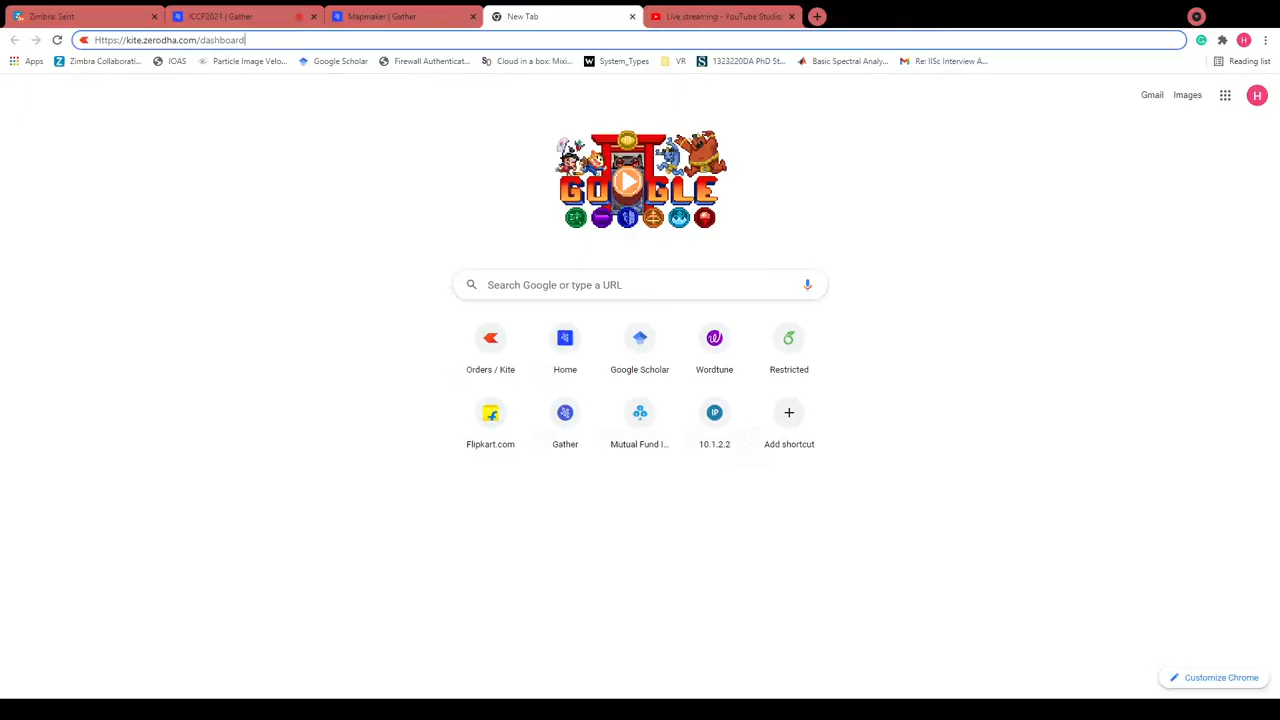 Zimbra: Sent
ICCP2021 | Gather
Mapmaker | Gather
New Tab
Live streaming - YouTube Studio
Https://kite.zerodha.com/dashboard
Apps
Zimbra Collaborati...
IOAS
Particle Image Veloc...
Google Scholar
Firewall Authenticat...
Cloud in a box: Mixi...
System_Types
VR
1323220DA PhD St...
Basic Spectral Analy...
Re: IISc Interview A...
Reading list
Gmail
Images
H
GOOGLE
Search Google or type a URL
Orders / Kite
Home
Google Scholar
Wordtune
Restricted
IP
Flipkart.com
Gather
Mutual Fund I...
10.1.2.2
Add shortcut
Customize Chrome